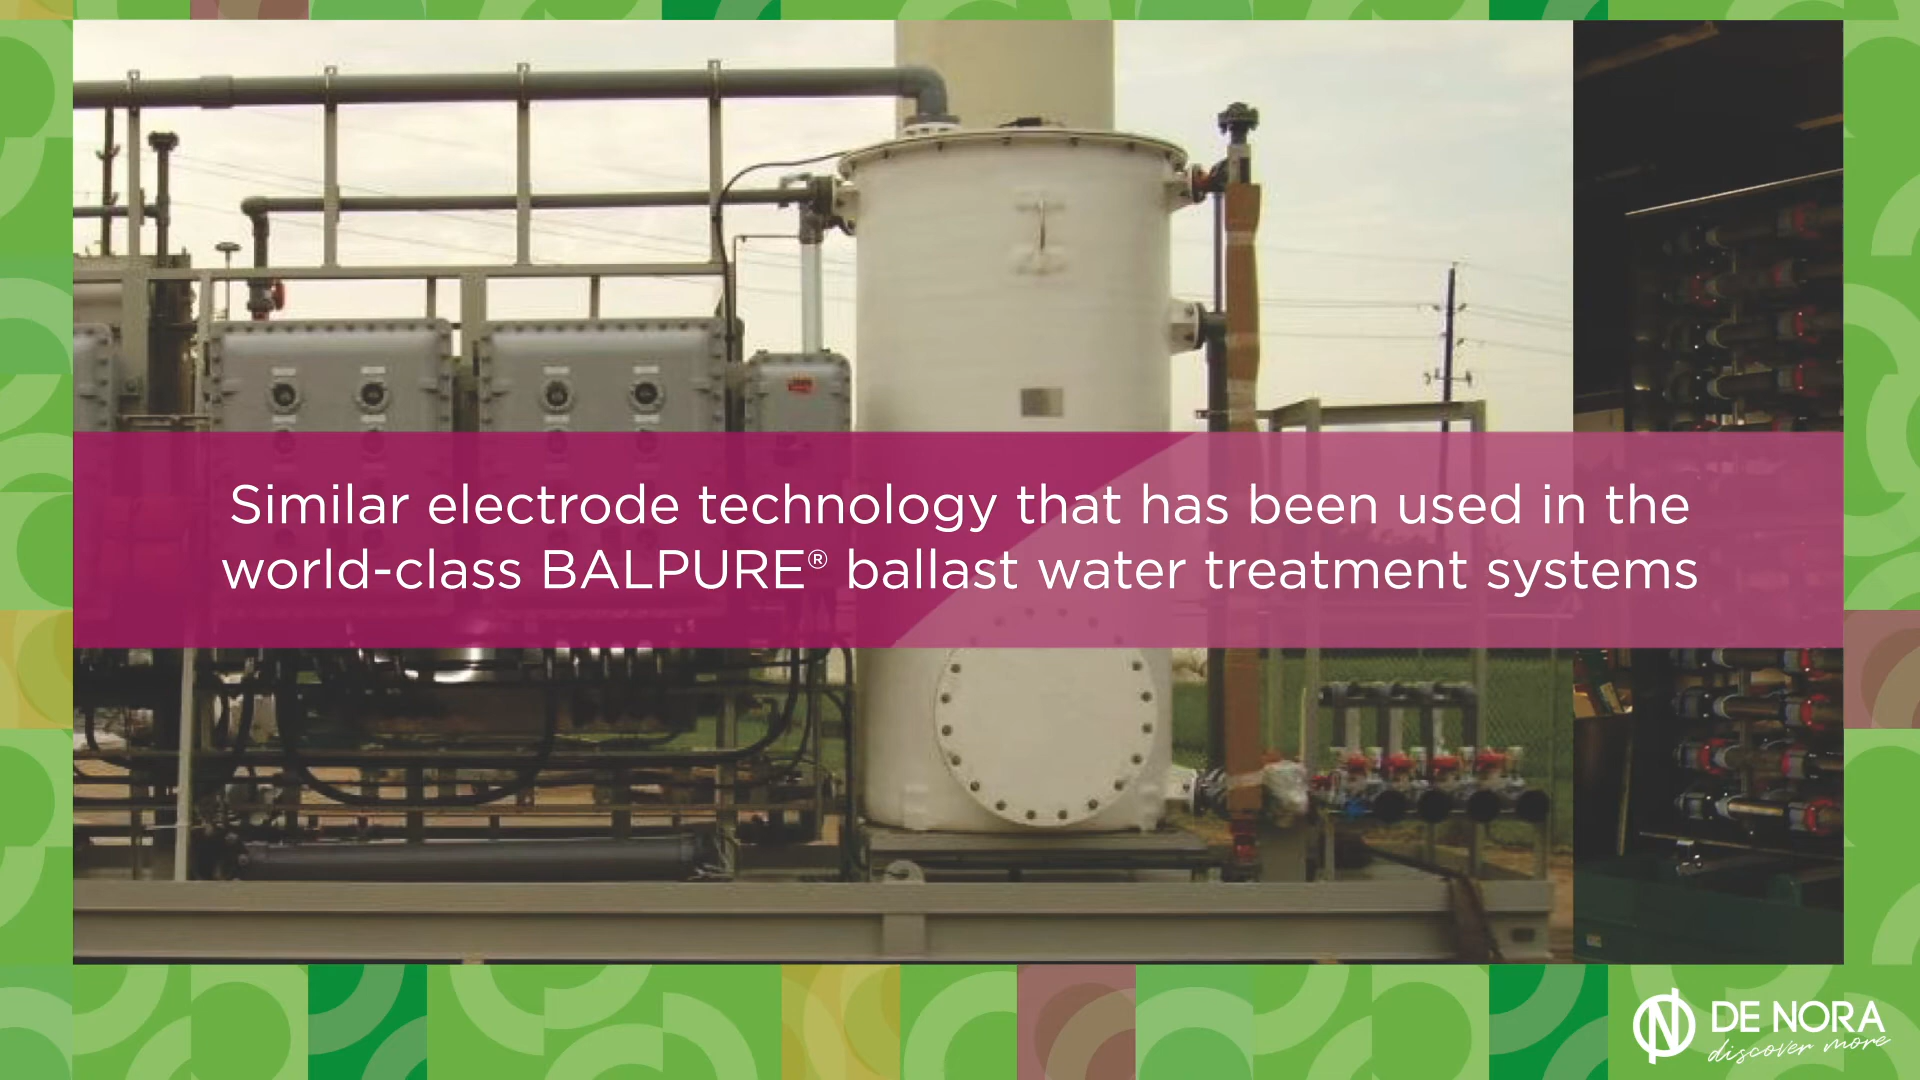 Similar electrode technology that has been used in the
world-class BALPURE® ballast water treatment systems
DE NORA
discover more